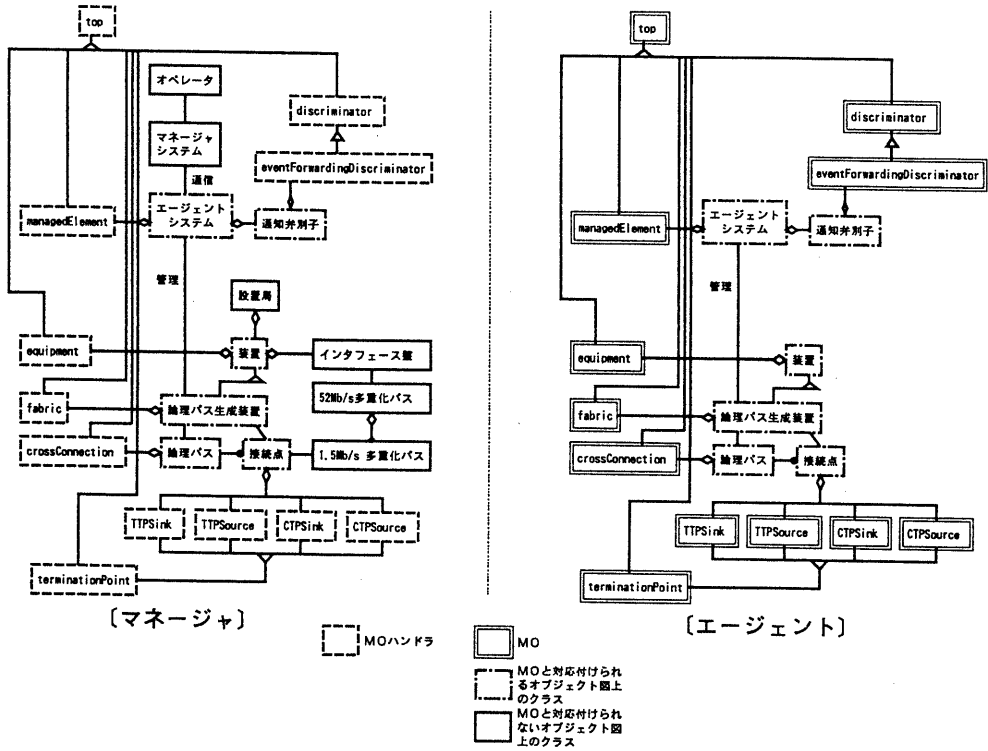 top
オペレータ
discriminator
マネージャ
システム
eventForwardingDiscriminator
通信
managedElement
エージェント
システム
通知弁別子
管理
設置局
equipment
装置
インタフェース盤
fabric
論理パス生成装置
52Mb/s多重化パス
crossConnection
論理パス
接続点
1.5Mb/s 多重化パス
TTPSink
TTPSource
CTPSink
CTPSource
terminationPoint
〔マネージャ〕
top
discriminator
eventForwardingDiscriminator
managedElement
エージェント
システム
通知弁別子
管理
equipment
装置
fabric
論理パス生成装置
crossConnection
論理パス
接続点
TTPSink
TTPSource
CTPSink
CTPSource
terminationPoint
〔エージェント〕
MOハンドラ
MO
MOと対応付けられ
るオブジェクト図上
のクラス
MOと対応付けられ
ないオブジェクト図
上のクラス